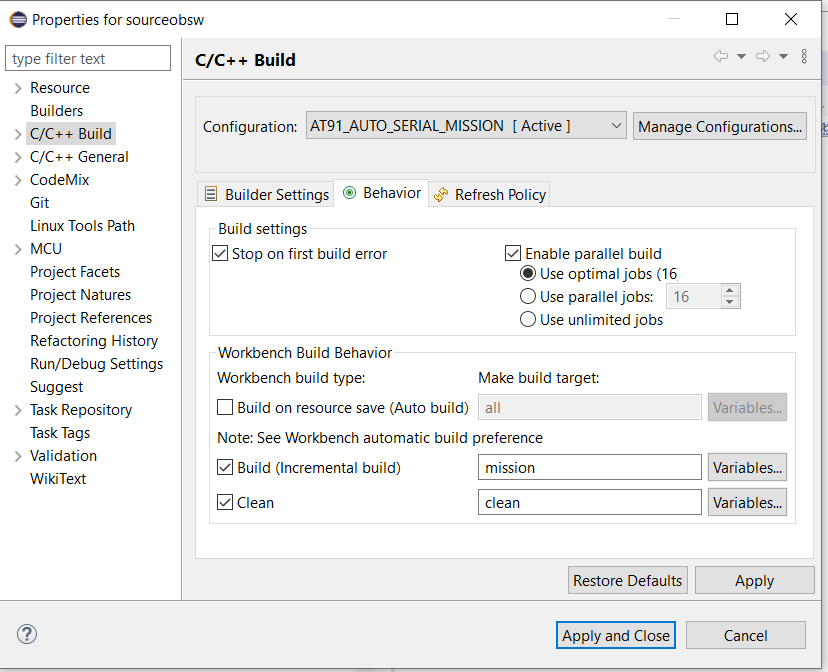 Properties for sourceobsw
type filter text
Resource
Builders
C/C++ Build
C/C++ General
CodeMix
Git
Linux Tools Path
MCU
Project Facets
Project Natures
Project References
Refactoring History
Run/Debug Settings
Suggest
Task Repository
Task Tags
Validation
WikiText
C/C++ Build
Configuration: AT91_AUTO_SERIAL_MISSION [ Active ] Manage Configurations...
Builder Settings Behavior Refresh Policy
Build settings
Stop on first build error Enable parallel build
Use optimal jobs (16
Use parallel jobs: 16
Use unlimited jobs
Workbench Build Behavior
Workbench build type: Make build target:
Build on resource save (Auto build) all Variables...
Note: See Workbench automatic build preference
Build (Incremental build) mission Variables...
Clean clean Variables...
Restore Defaults Apply
? Apply and Close Cancel